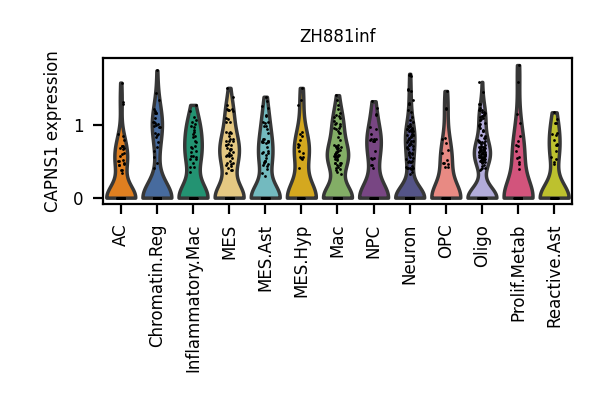 ZH881inf
CAPNS1 expression
1
0
AC
Chromatin.Reg
Inflammatory.Mac
MES
MES.Ast
MES.Hyp
Mac
NPC
Neuron
OPC
Oligo
Prolif.Metab
Reactive.Ast